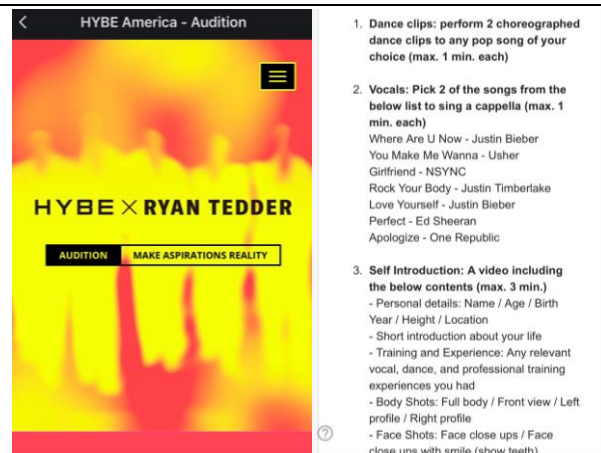 HYBE America - Audition
HYBE × RYAN TEDDER
AUDITION
MAKE ASPIRATIONS REALITY
1. Dance clips: perform 2 choreographed
dance clips to any pop song of your
choice (max. 1 min. each)
2. Vocals: Pick 2 of the songs from the
below list to sing a cappella (max. 1
min. each)
Where Are U Now - Justin Bieber
You Make Me Wanna - Usher
Girlfriend - NSYNC
Rock Your Body - Justin Timberlake
Love Yourself - Justin Bieber
Perfect - Ed Sheeran
Apologize - One Republic
3. Self Introduction: A video including
the below contents (max. 3 min.)
- Personal details: Name / Age / Birth
Year / Height / Location
- Short introduction about your life
- Training and Experience: Any relevant
vocal, dance, and professional training
experiences you had
- Body Shots: Full body / Front view / Left
profile / Right profile
- Face Shots: Face close ups / Face
close ups with smile (show teeth)